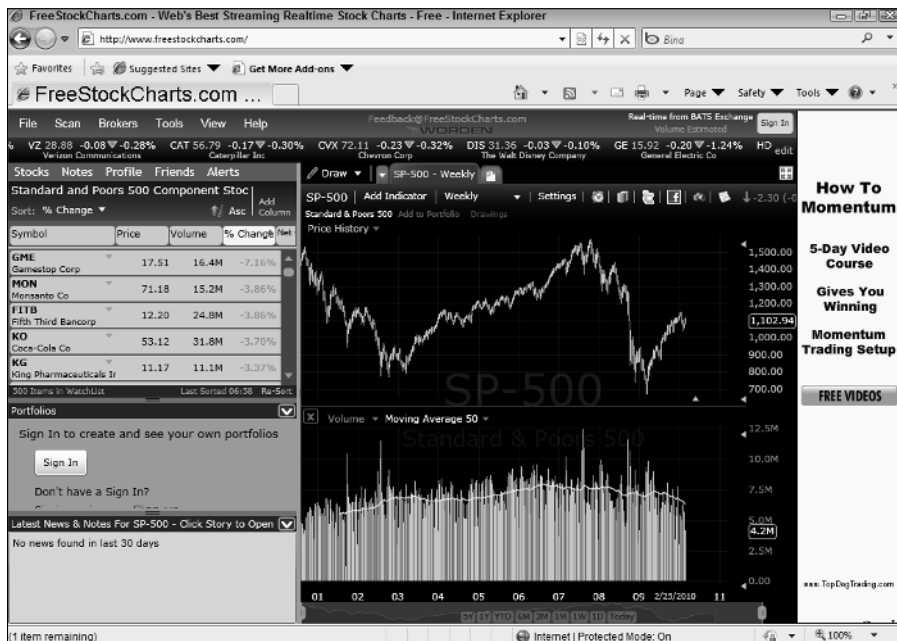 FreeStockCharts.com - Web's Best Streaming Realtime Stock Charts - Free - Internet Explorer
http://www.freestockcharts.com/
Bing
Favorites
Suggested Sites
Get More Add-ons
FreeStockCharts.com ...
Page
Safety
Tools
File Scan Brokers Tools View Help
Feedback@FreeStockCharts.com
WORDEN
Real-time from BATS Exchange
Volume Estimated
Sign In
% VZ 28.88 -0.08 -0.28% CAT 56.79 -0.17 -0.30% CVX 72.11 -0.23 -0.32% DIS 31.36 -0.03 -0.10% GE 15.92 -0.20 -1.24% HD
Verizon Communications Caterpillar Inc Chevron Corp The Walt Disney Company General Electric Co
edit
Stocks Notes Profile Friends Alerts
Standard and Poors 500 Component Stoc
Add Column
Sort: % Change
Asc
Symbol Price Volume % Change Net
GME 17.51 16.4M -7.16%
Gamestop Corp
MON 71.18 15.2M -3.86%
Monsanto Co
FITB 12.20 24.8M -3.86%
Fifth Third Bancorp
KO 53.12 31.8M -3.70%
Coca-Cola Co
KG 11.17 11.1M -3.37%
King Pharmaceuticals Ir
500 Items in WatchList
Last Sorted 06:58 Re-Sort
Portfolios
Sign In to create and see your own portfolios
Sign In
Don't have a Sign In?
Latest News & Notes For SP-500 - Click Story to Open
No news found in last 30 days
Draw
SP-500 - Weekly
SP-500 Add Indicator Weekly Settings
-2.30 (-0
Standard & Poors 500 Add to Portfolio Drawings
Price History
1,500.00
1,400.00
1,300.00
1,200.00
1,102.94
1,000.00
900.00
800.00
700.00
SP-500
X Volume Moving Average 50
Standard & Poors 500
12.5M
10.0M
7.5M
5.0M
4.2M
2.5M
0.00
01 02 03 04 05 06 07 08 09 2/23/2010 11
5Y 1Y YTD 6M 3M 1M 1W 1D Today
How To
Momentum
5-Day Video
Course
Gives You
Winning
Momentum
Trading Setup
FREE VIDEOS
www.TopDogTrading.com
(1 item remaining)
Internet | Protected Mode: On
100%